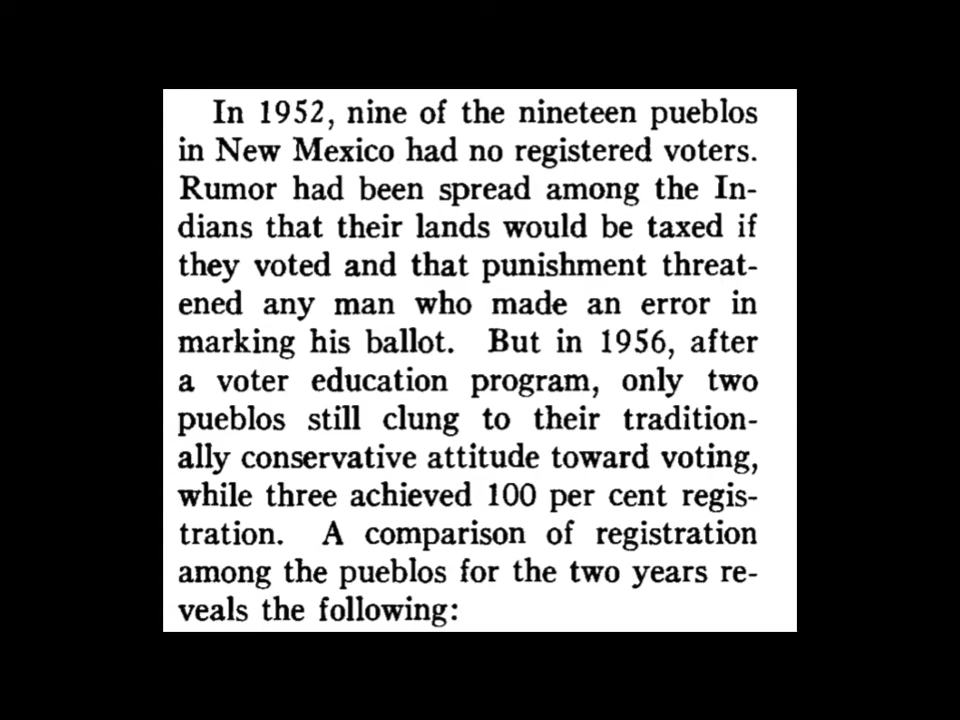 In 1952, nine of the nineteen pueblos
in New Mexico had no registered voters.
Rumor had been spread among the In-
dians that their lands would be taxed if
they voted and that punishment threat-
ened any man who made an error in
marking his ballot. But in 1956, after
a voter education program, only two
pueblos still clung to their tradition-
ally conservative attitude toward voting,
while three achieved 100 per cent regis-
tration. A comparison of registration
among the pueblos for the two years re-
veals the following: